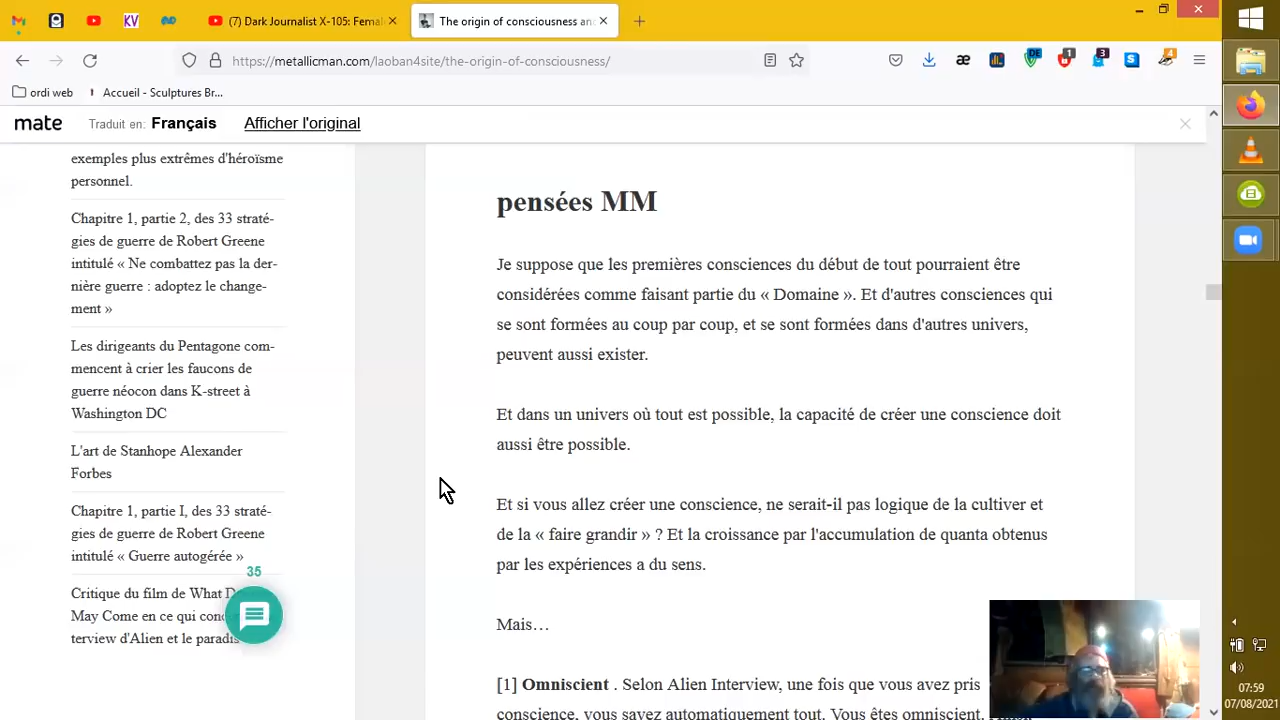 KV
(7) Dark Journalist X-105: Femal
The origin of consciousness an
https://metallicman.com/laoban4site/the-origin-of-consciousness/
DE
1
3
4
ordi web
Accueil - Sculptures Br...
mate
Traduit en: Français
Afficher l'original
exemples plus extrêmes d'héroïsme
personnel.
Chapitre 1, partie 2, des 33 straté-
gies de guerre de Robert Greene
intitulé « Ne combattez pas la der-
nière guerre : adoptez le change-
ment »
Les dirigeants du Pentagone com-
mencent à crier les faucons de
guerre néocon dans K-street à
Washington DC
L'art de Stanhope Alexander
Forbes
Chapitre 1, partie I, des 33 straté-
gies de guerre de Robert Greene
intitulé « Guerre autogérée »
35
Critique du film de What D
May Come en ce qui con
terview d'Alien et le paradis
pensées MM
Je suppose que les premières consciences du début de tout pourraient être
considérées comme faisant partie du « Domaine ». Et d'autres consciences qui
se sont formées au coup par coup, et se sont formées dans d'autres univers,
peuvent aussi exister.
Et dans un univers où tout est possible, la capacité de créer une conscience doit
aussi être possible.
Et si vous allez créer une conscience, ne serait-il pas logique de la cultiver et
de la « faire grandir » ? Et la croissance par l'accumulation de quanta obtenus
par les expériences a du sens.
Mais…
[1] Omniscient . Selon Alien Interview, une fois que vous avez pris
conscience, vous savez automatiquement tout. Vous êtes omniscient.
07:59
07/08/2021